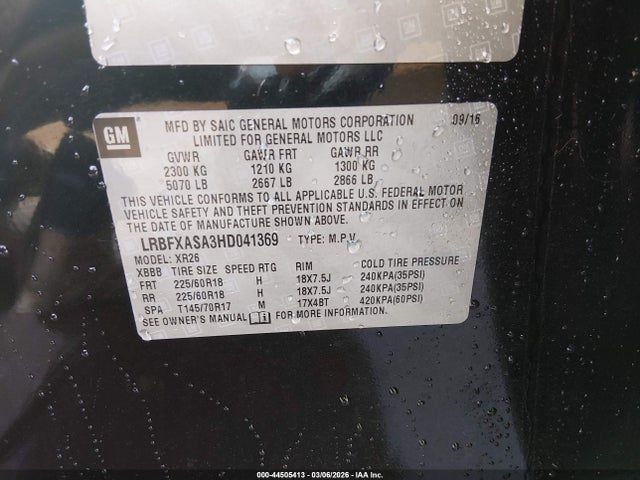 GM
MFD BY SAIC GENERAL MOTORS CORPORATION 09/16
LIMITED FOR GENERAL MOTORS LLC
GVWR GAWR FRT GAWR RR
2300 KG 1210 KG 1300 KG
5070 LB 2667 LB 2866 LB
THIS VEHICLE CONFORMS TO ALL APPLICABLE U.S. FEDERAL MOTOR
VEHICLE SAFETY AND THEFT PREVENTION STANDARDS IN EFFECT ON
THE DATE OF MANUFACTURE SHOWN ABOVE.
LRBFXASA3HD041369 TYPE: M.P.V
MODEL: XR26
XBBB TIRE SIZE SPEED RTG RIM COLD TIRE PRESSURE
FRT 225/60R18 H 18X7.5J 240KPA(35PSI)
RR 225/60R18 H 18X7.5J 240KPA(35PSI)
SPA T145/70R17 M 17X4BT 420KPA(60PSI)
SEE OWNER'S MANUAL FOR MORE INFORMATION.
000-44505413 - 03/06/2026 - IAA Inc.